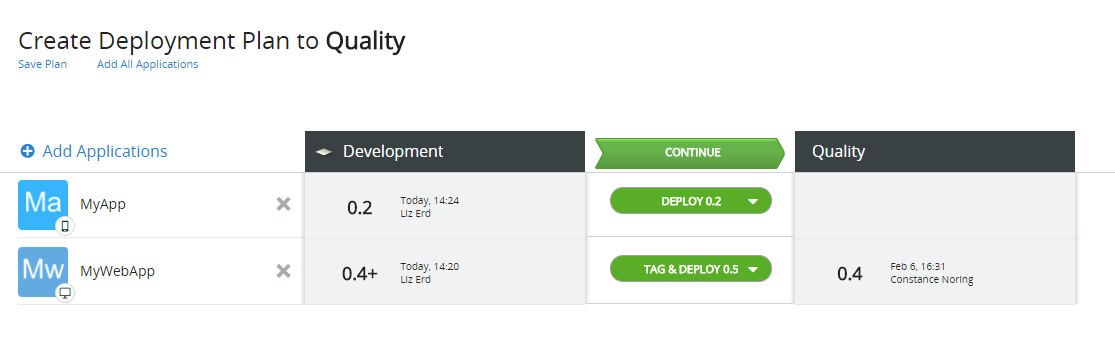 Create Deployment Plan to Quality
Save Plan Add All Applications
Add Applications Development CONTINUE Quality
Ma MyApp 0.2 Today, 14:24 DEPLOY 0.2
Liz Erd
Mw MyWebApp 0.4+ Today, 14:20 TAG & DEPLOY 0.5 0.4 Feb 6, 16:31
Liz Erd Constance Noring